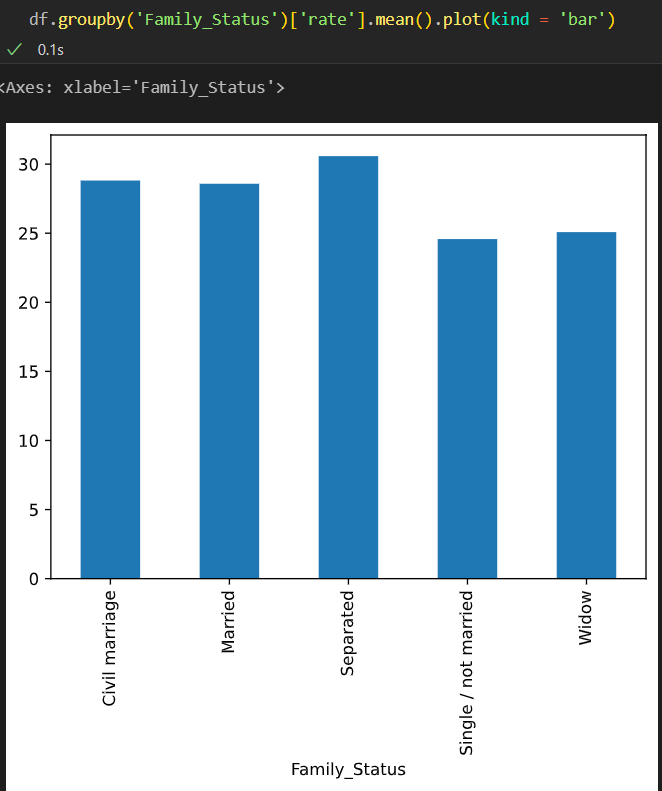 df.groupby('Family_Status')['rate'].mean().plot(kind = 'bar')
0.1s
<Axes: xlabel='Family_Status'>
30
25
20
15
10
5
0
Civil marriage
Married
Separated
Single / not married
Widow
Family_Status